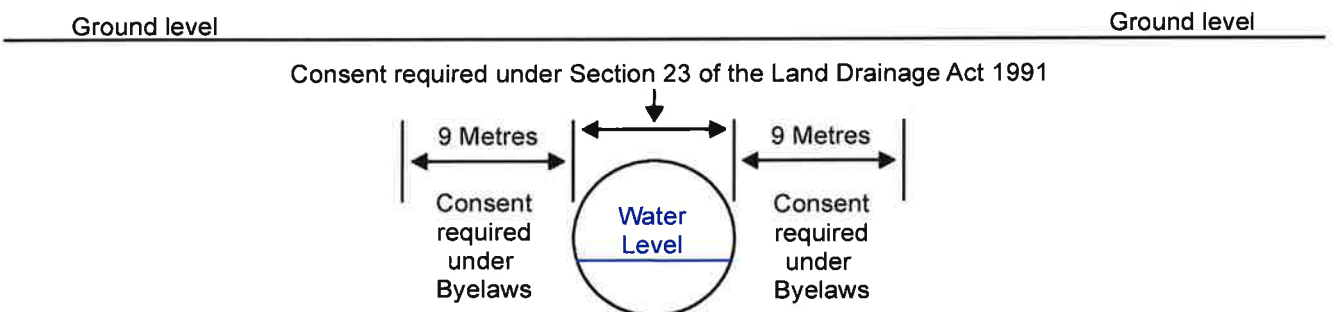 Ground level
Ground level
Consent required under Section 23 of the Land Drainage Act 1991
9 Metres
9 Metres
Consent
required
under
Byelaws
Water
Level
Consent
required
under
Byelaws